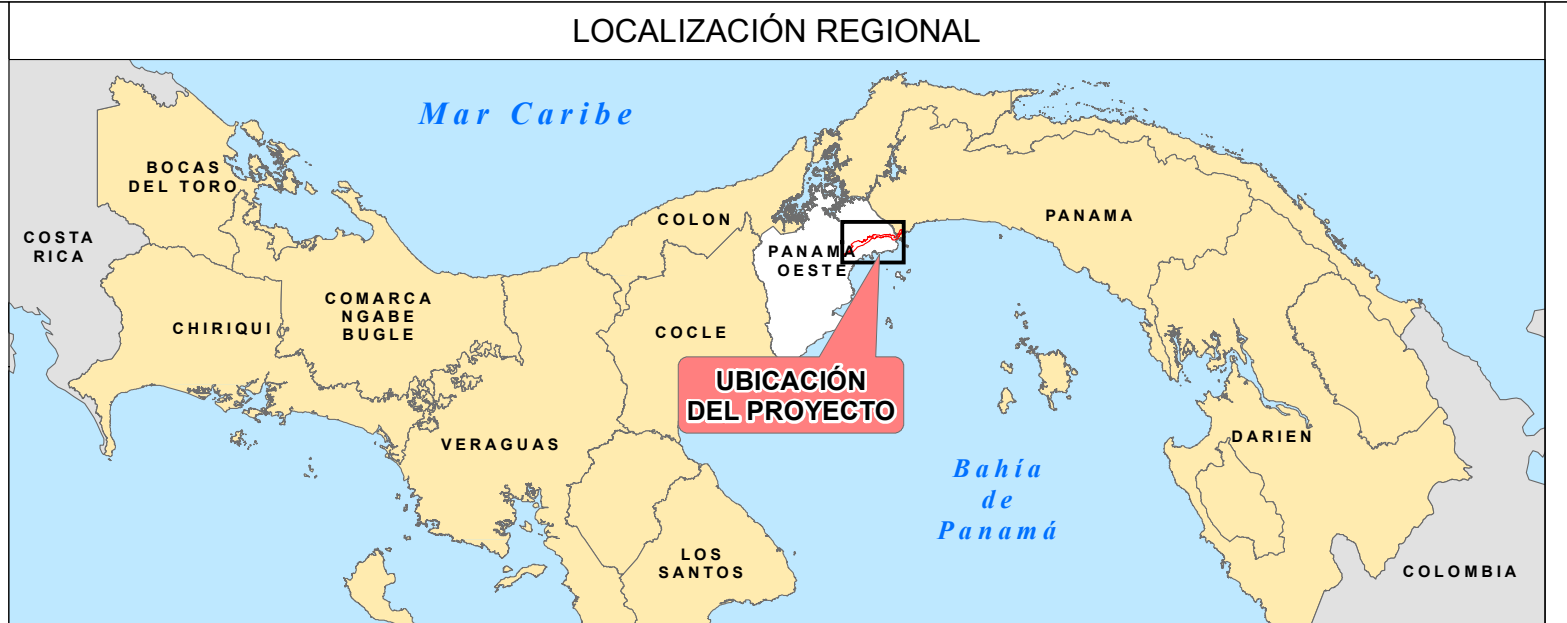 LOCALIZACIÓN REGIONAL
Mar Caribe
BOCAS
DEL TORO
COSTA
RICA
COLON
PANAMA
PANAMA
OESTE
COMARCA
NGABE
BUGLE
CHIRIQUI
COCLE
UBICACIÓN
DEL PROYECTO
VERAGUAS
DARIEN
Bahía
de
Panamá
LOS
SANTOS
COLOMBIA